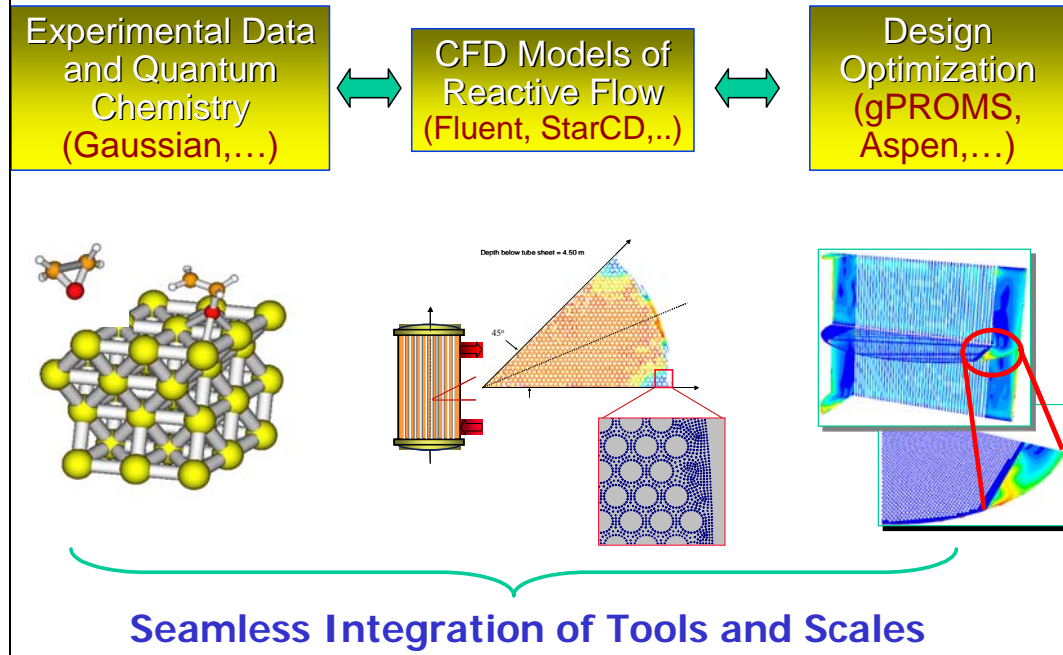 Experimental Data
and Quantum
Chemistry
(Gaussian,…)
CFD Models of
Reactive Flow
(Fluent, StarCD,..)
Design
Optimization
(gPROMS,
Aspen,…)
Depth below tube sheet = 4.50 m
45°
Seamless Integration of Tools and Scales